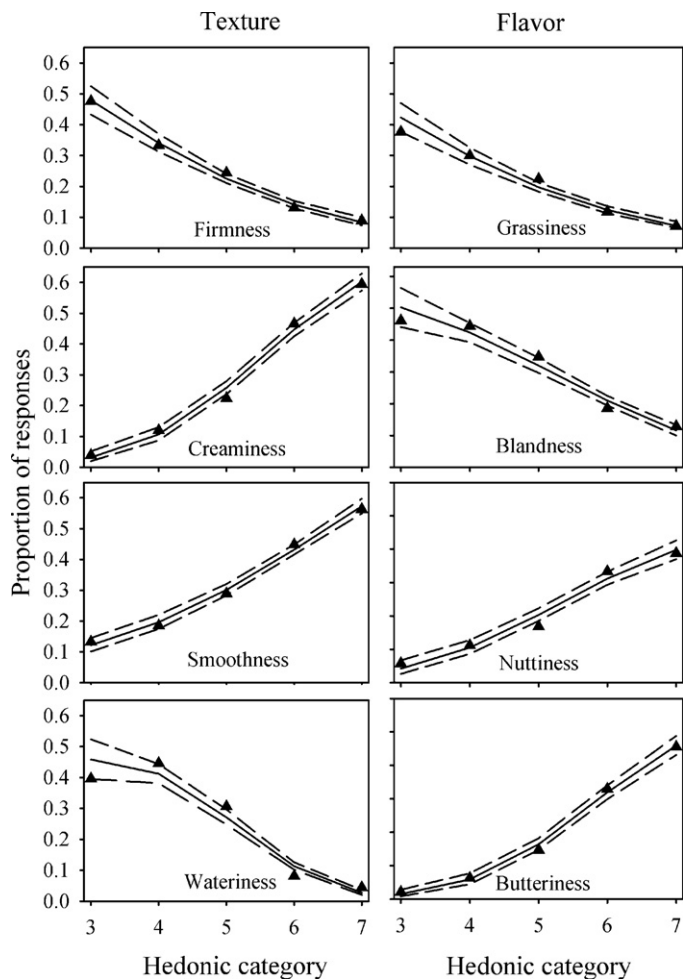 Texture Flavor
Proportion of responses
0.6
0.5
0.4
0.3
0.2
0.1
0.0
Firmness
Grassiness
0.6
0.5
0.4
0.3
0.2
0.1
0.0
Creaminess
Blandness
0.6
0.5
0.4
0.3
0.2
0.1
0.0
Smoothness
Nuttiness
0.6
0.5
0.4
0.3
0.2
0.1
0.0
Wateriness
Butteriness
3 4 5 6 7 3 4 5 6 7
Hedonic category Hedonic category